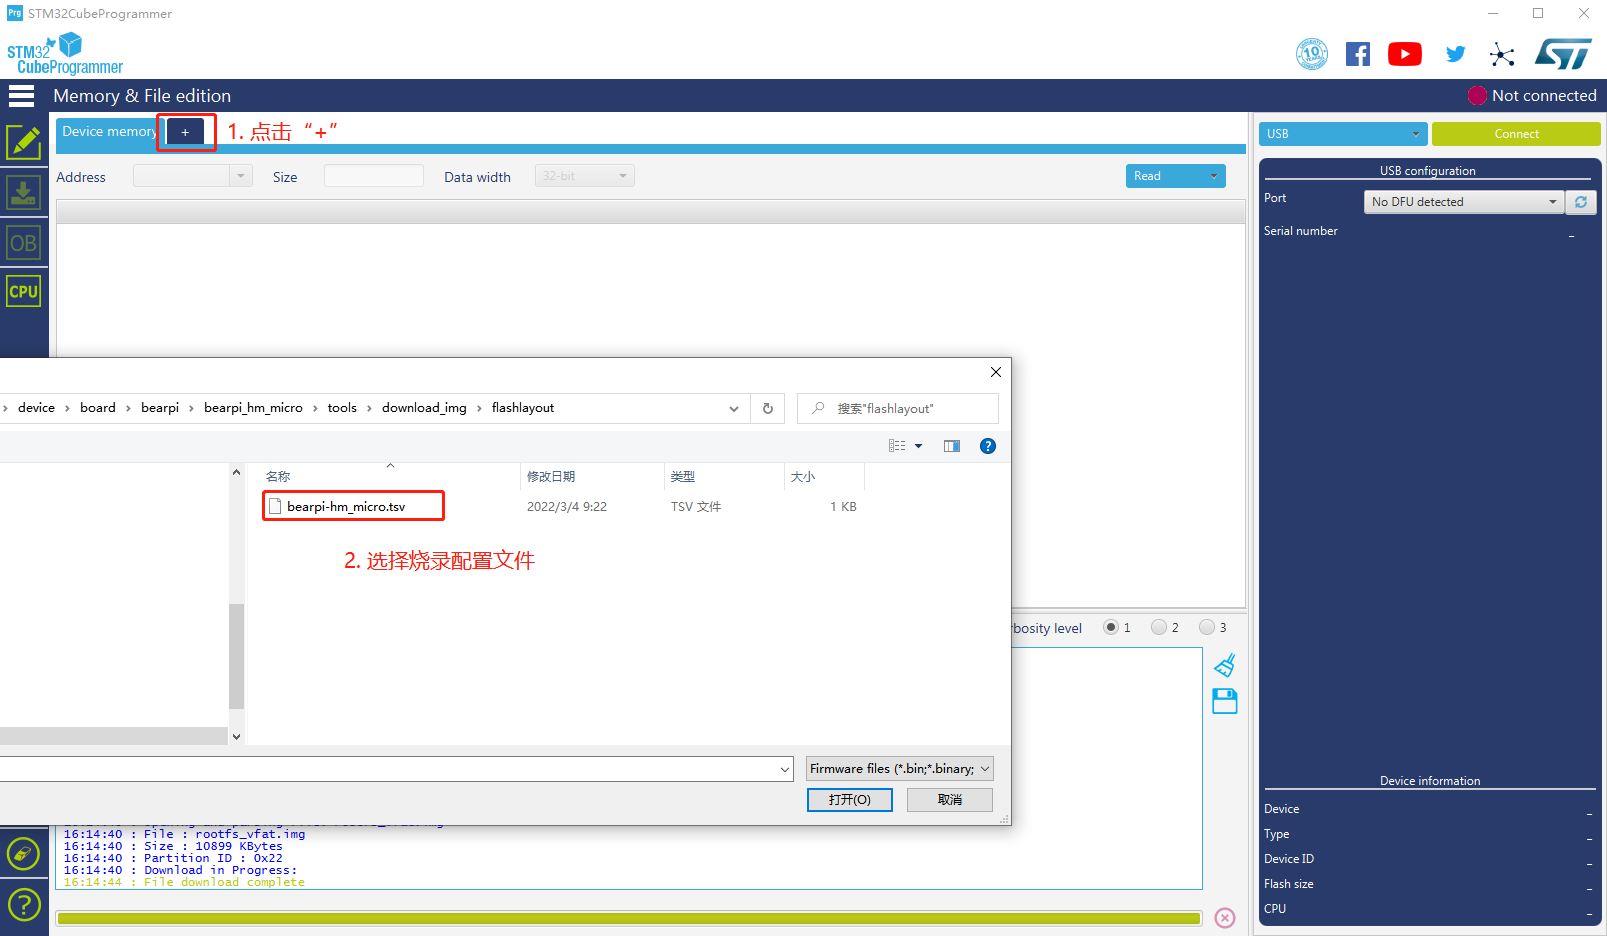 Prg STM32CubeProgrammer
STM32
CubeProgrammer
10
Memory & File edition
Not connected
Device memory
+
1. 点击“+”
USB
Connect
Address
Size
Data width
32-bit
Read
USB configuration
Port
No DFU detected
Serial number
-
OB
CPU
device > board > bearpi > bearpi_hm_micro > tools > download_img > flashlayout
搜索"flashlayout"
名称
修改日期
类型
大小
bearpi-hm_micro.tsv
2022/3/4 9:22
TSV 文件
1 KB
2. 选择烧录配置文件
rbosity level
1
2
3
Firmware files (*.bin;*.binary;
打开(O)
取消
16:14:40 : File : rootfs_vfat.img
16:14:40 : Size : 10899 KBytes
16:14:40 : Partition ID : 0x22
16:14:40 : Download in Progress:
16:14:44 : File download complete
Device information
Device
-
Type
-
Device ID
-
Flash size
-
CPU
-